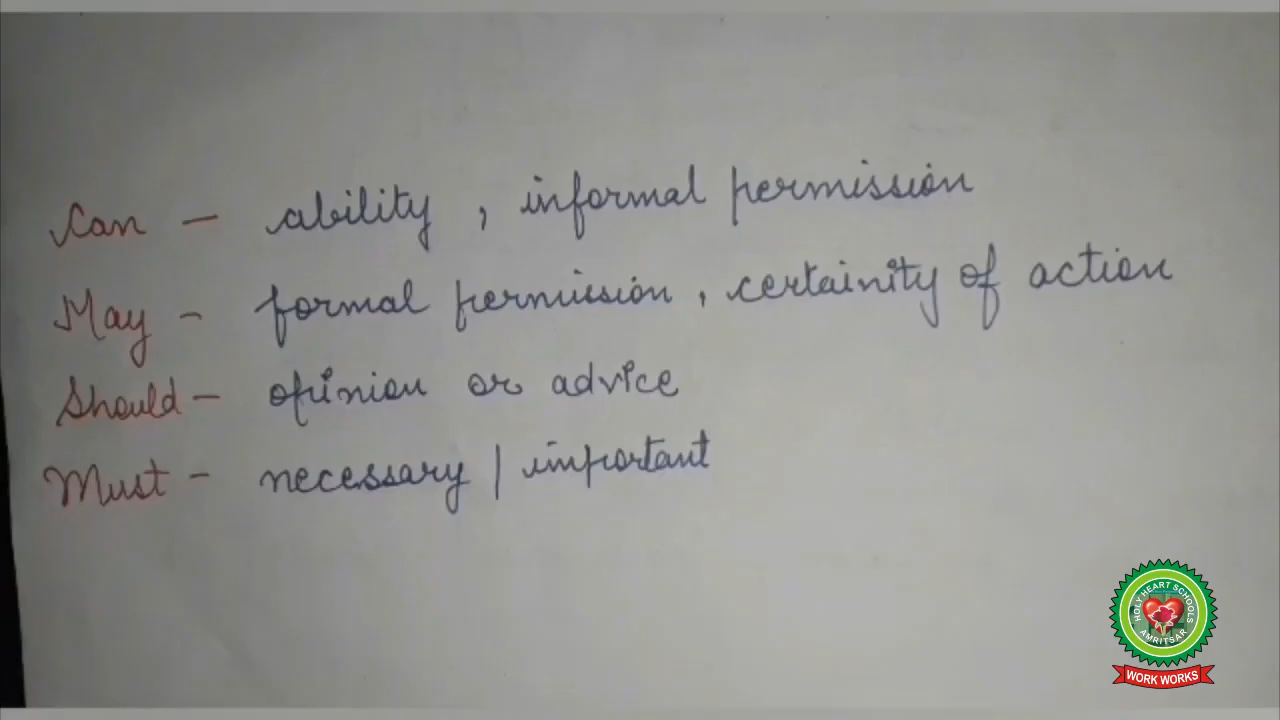 Can – ability , informal permission
May – formal permission , certainity of action
Should – opinion or advice
Must – necessary | important
HOLY HEART SCHOOLS
AMRITSAR
WORK WORKS